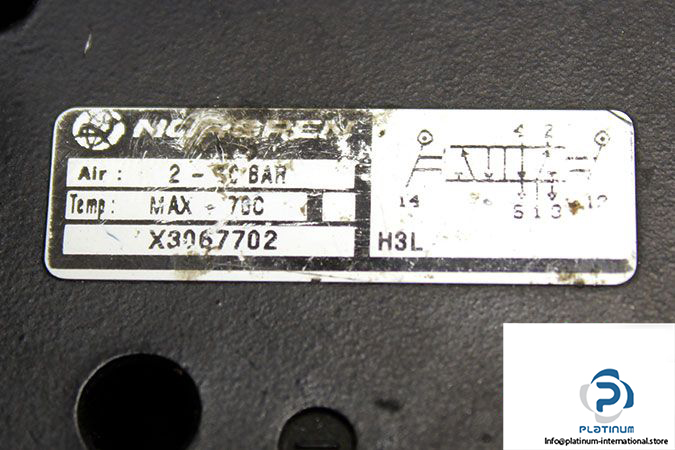 NORGREN
Air: 2 - 10 BAR
Temp: MAX 70C
X3067702
4 2
14
5 1 3 12
H3L
PLATINUM
Info@platinum-international.store